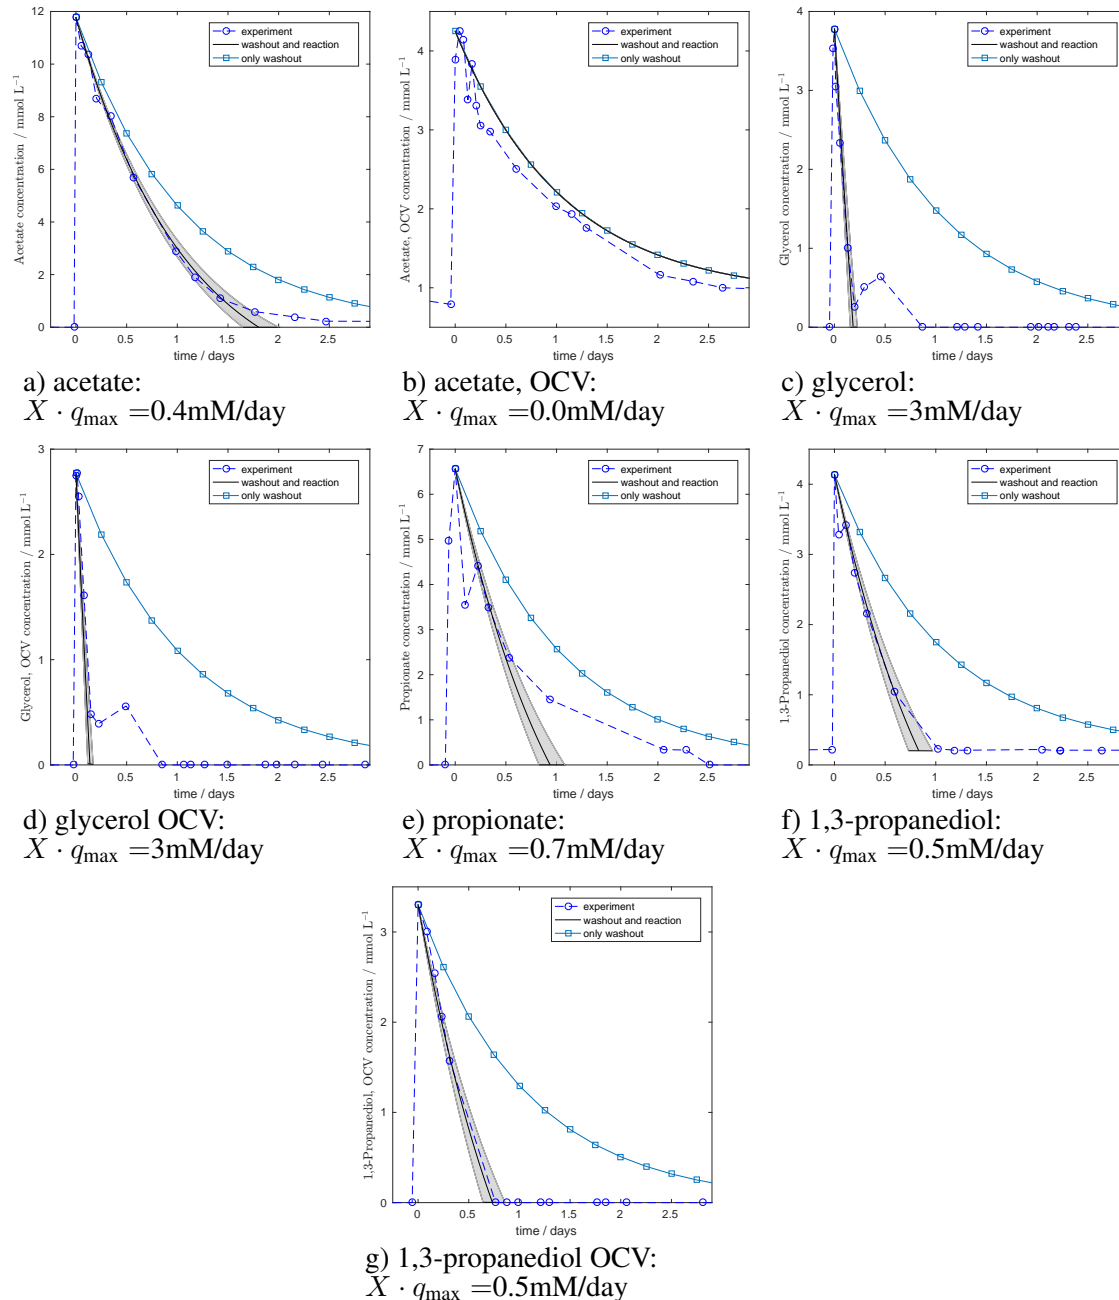 12
10
8
6
4
2
0
Acetate concentration / mmol L⁻¹
experiment
washout and reaction
only washout
0 0.5 1 1.5 2 2.5
time / days
a) acetate:
X · q_max =0.4mM/day
4
3
2
1
Acetate, OCV concentration / mmol L⁻¹
experiment
washout and reaction
only washout
0 0.5 1 1.5 2 2.5
time / days
b) acetate, OCV:
X · q_max =0.0mM/day
4
3
2
1
0
Glycerol concentration / mmol L⁻¹
experiment
washout and reaction
only washout
0 0.5 1 1.5 2 2.5
time / days
c) glycerol:
X · q_max =3mM/day
3
2
1
0
Glycerol, OCV concentration / mmol L⁻¹
experiment
washout and reaction
only washout
0 0.5 1 1.5 2 2.5
time / days
d) glycerol OCV:
X · q_max =3mM/day
7
6
5
4
3
2
1
0
Propionate concentration / mmol L⁻¹
experiment
washout and reaction
only washout
0 0.5 1 1.5 2 2.5
time / days
e) propionate:
X · q_max =0.7mM/day
4
3
2
1
0
1,3-Propanediol concentration / mmol L⁻¹
experiment
washout and reaction
only washout
0 0.5 1 1.5 2 2.5
time / days
f) 1,3-propanediol:
X · q_max =0.5mM/day
3
2
1
0
1,3-Propanediol, OCV concentration / mmol L⁻¹
experiment
washout and reaction
only washout
0 0.5 1 1.5 2 2.5
time / days
g) 1,3-propanediol OCV:
X · q_max =0.5mM/day